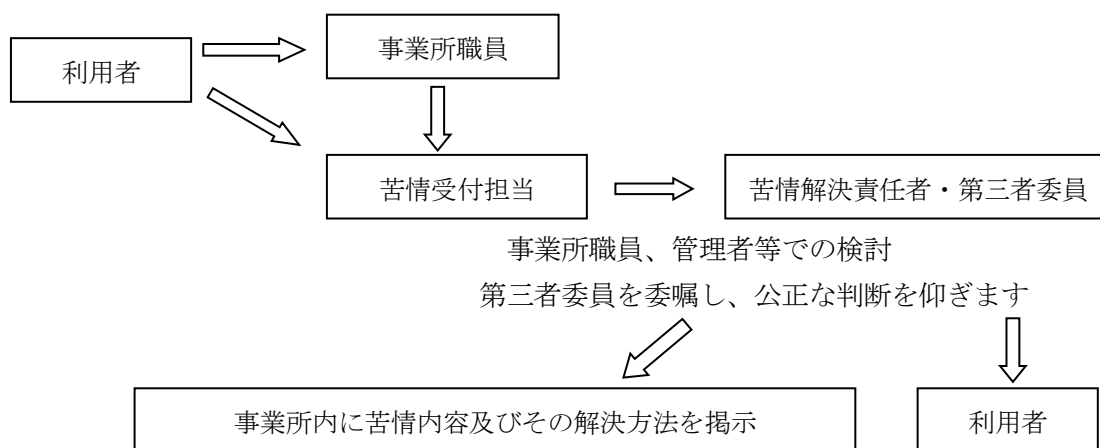 利用者
事業所職員
苦情受付担当
苦情解決責任者・第三者委員
事業所職員、管理者等での検討
第三者委員を委嘱し、公正な判断を仰ぎます
事業所内に苦情内容及びその解決方法を掲示
利用者